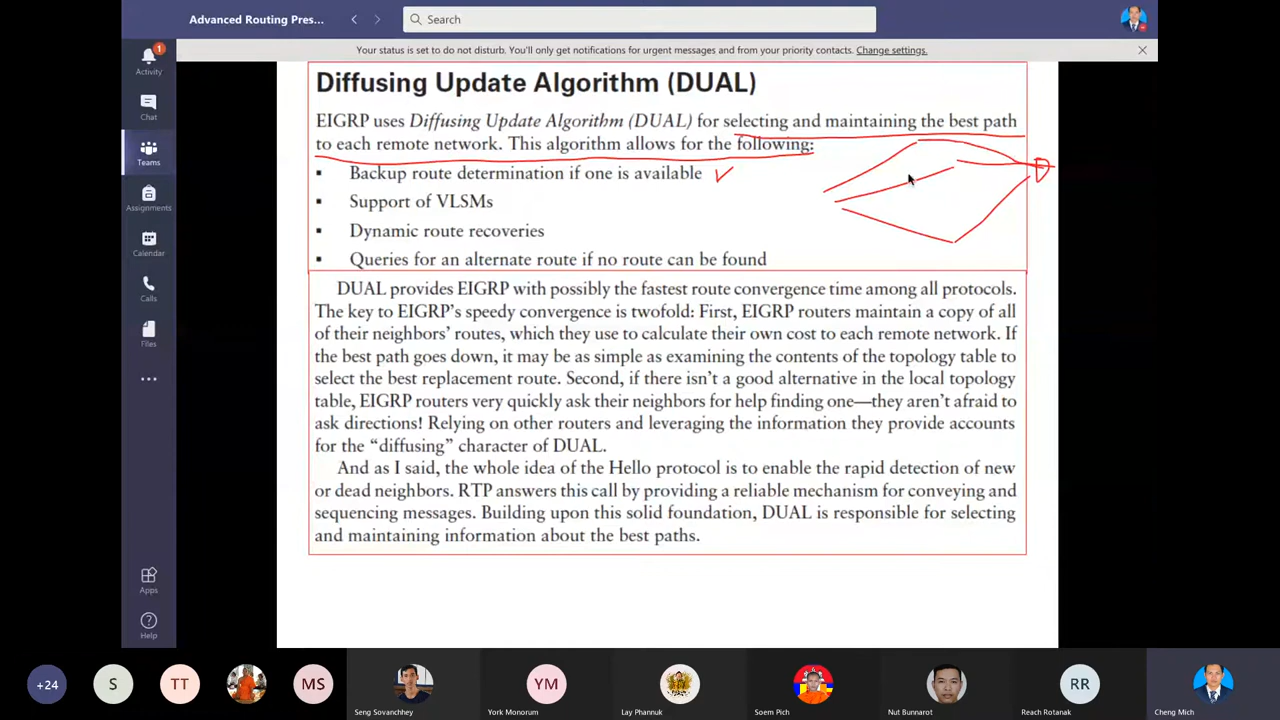 Advanced Routing Pres...
Search
Your status is set to do not disturb. You'll only get notifications for urgent messages and from your priority contacts. Change settings.
1
Activity
Chat
Teams
Assignments
Calendar
Calls
Files
Apps
Help
Diffusing Update Algorithm (DUAL)
EIGRP uses Diffusing Update Algorithm (DUAL) for selecting and maintaining the best path
to each remote network. This algorithm allows for the following:
▪ Backup route determination if one is available
▪ Support of VLSMs
▪ Dynamic route recoveries
▪ Queries for an alternate route if no route can be found
D
DUAL provides EIGRP with possibly the fastest route convergence time among all protocols.
The key to EIGRP's speedy convergence is twofold: First, EIGRP routers maintain a copy of all
of their neighbors' routes, which they use to calculate their own cost to each remote network. If
the best path goes down, it may be as simple as examining the contents of the topology table to
select the best replacement route. Second, if there isn't a good alternative in the local topology
table, EIGRP routers very quickly ask their neighbors for help finding one—they aren't afraid to
ask directions! Relying on other routers and leveraging the information they provide accounts
for the “diffusing” character of DUAL.
And as I said, the whole idea of the Hello protocol is to enable the rapid detection of new
or dead neighbors. RTP answers this call by providing a reliable mechanism for conveying and
sequencing messages. Building upon this solid foundation, DUAL is responsible for selecting
and maintaining information about the best paths.
+24
S
TT
MS
YM
RR
Seng Sovanchhey
York Monorum
Lay Phannuk
Soem Pich
Nut Bunnarot
Reach Rotanak
Cheng Mich